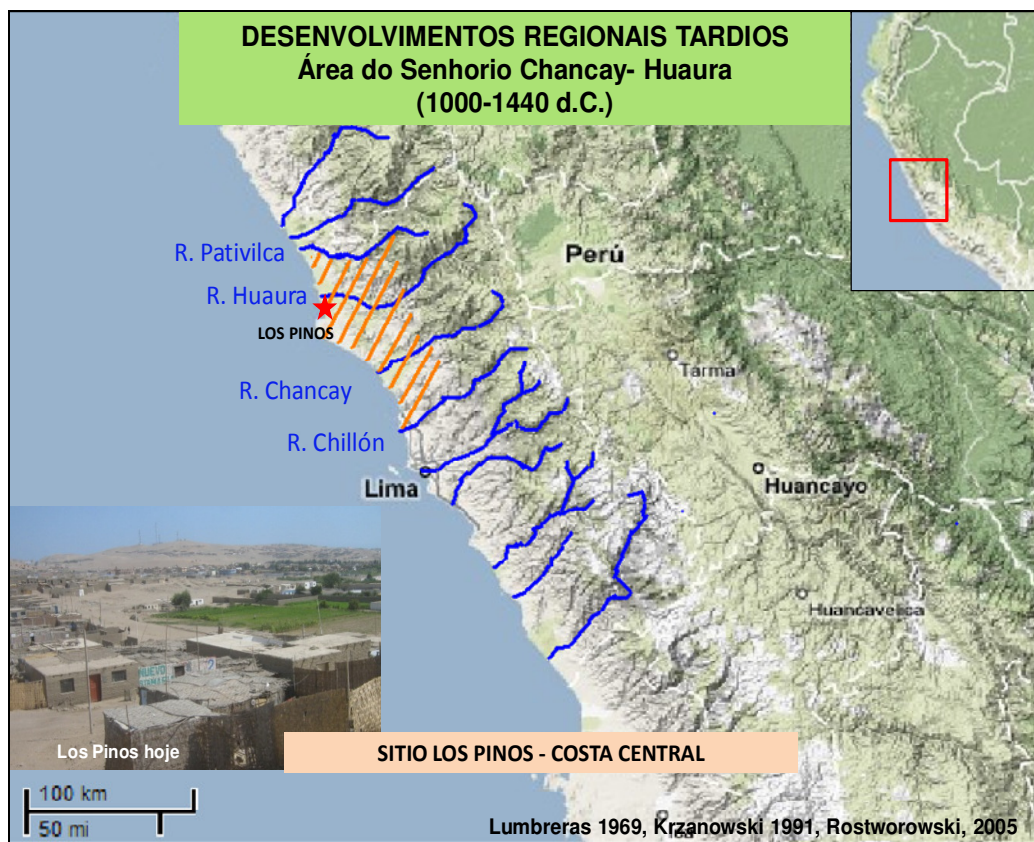 DESENVOLVIMENTOS REGIONAIS TARDIOS
Área do Senhorio Chancay- Huaura
(1000-1440 d.C.)
R. Pativilca
Perú
R. Huaura
LOS PINOS
Tarma
R. Chancay
R. Chillón
Lima
Huancayo
Huancavelica
NUEVO
Los Pinos hoje
SITIO LOS PINOS - COSTA CENTRAL
100 km
50 mi
Ica
Lumbreras 1969, Krzanowski 1991, Rostworowski, 2005